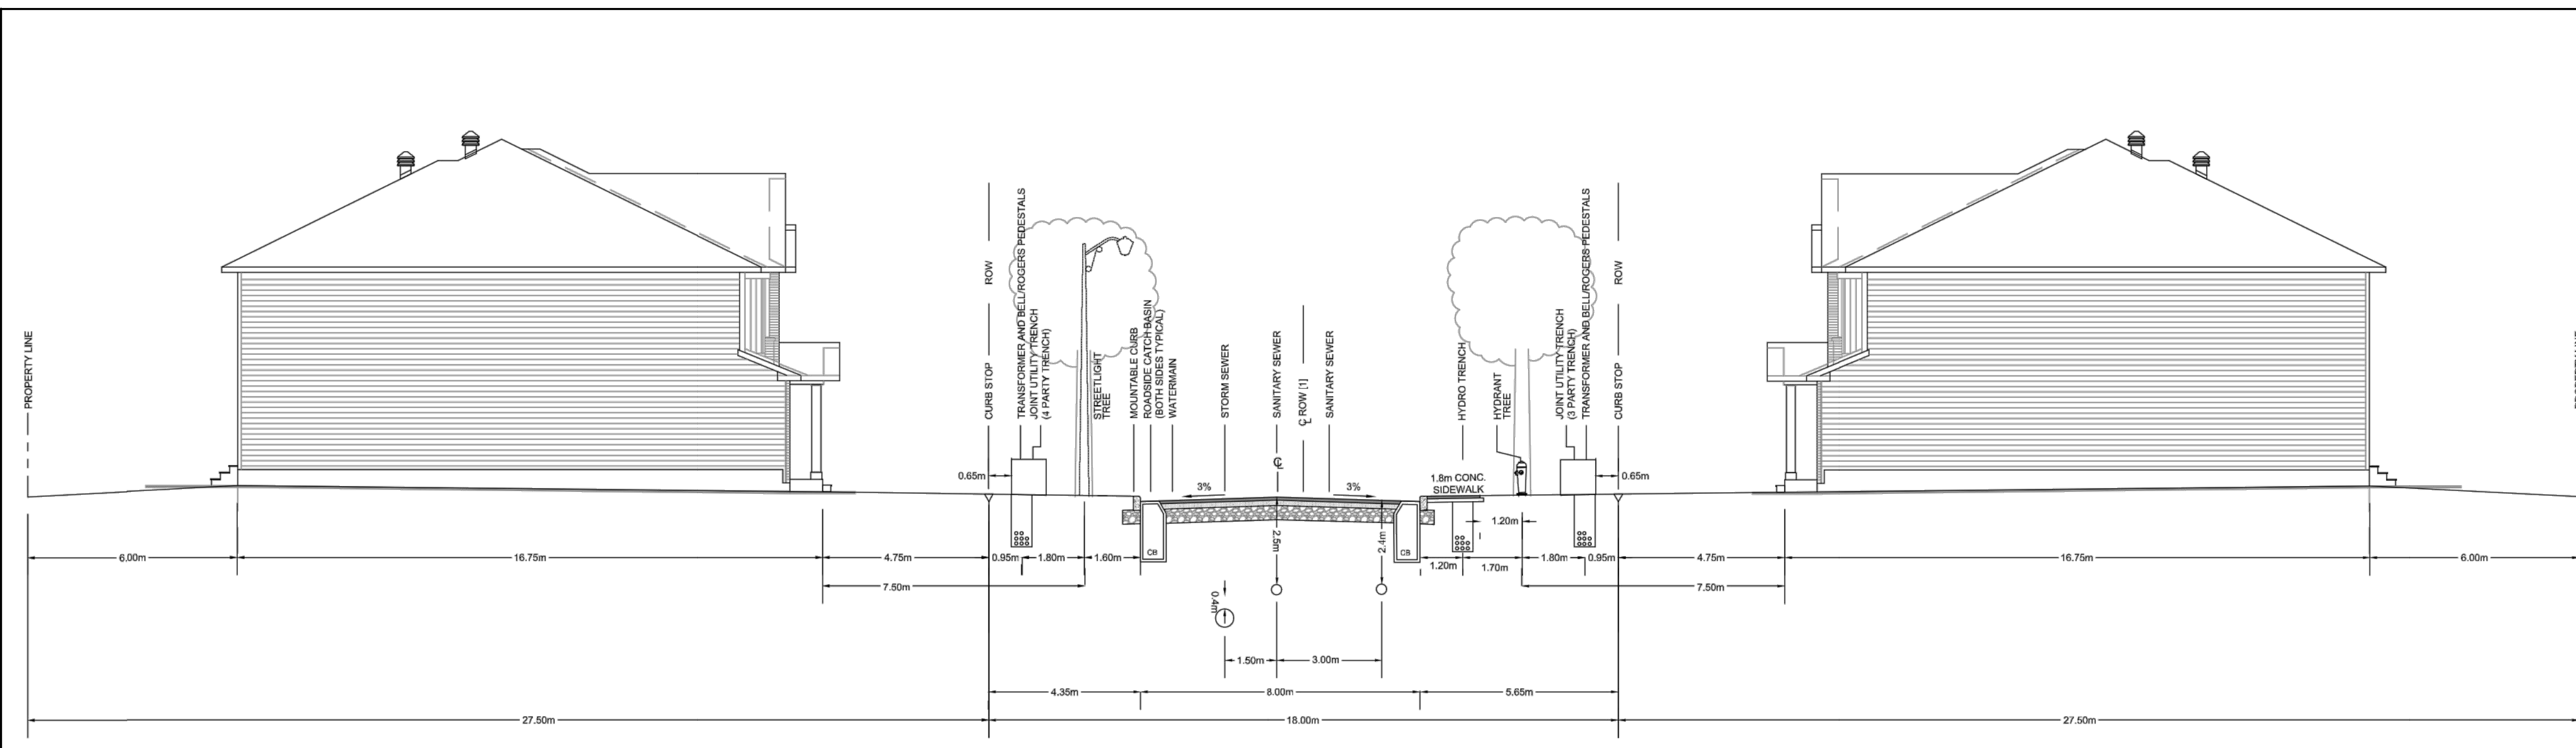 PROPERTY LINE
CURB STOP
ROW
TRANSFORMER AND BELL/ROGERS PEDESTALS
JOINT UTILITY TRENCH
(4 PARTY TRENCH)
STREETLIGHT
TREE
MOUNTABLE CURB
ROADSIDE CATCH BASIN
(BOTH SIDES TYPICAL)
WATERMAIN
STORM SEWER
SANITARY SEWER
℄
℄ ROW [1]
SANITARY SEWER
HYDRO TRENCH
HYDRANT
TREE
JOINT UTILITY TRENCH
(3 PARTY TRENCH)
TRANSFORMER AND BELL/ROGERS PEDESTALS
CURB STOP
ROW
0.65m
3%
3%
1.8m CONC.
SIDEWALK
0.65m
1.20m
2.5m
2.4m
CB
CB
6.00m
16.75m
4.75m
0.95m
1.80m
1.60m
1.20m
1.70m
1.80m
0.95m
4.75m
16.75m
6.00m
7.50m
7.50m
0.4m
1.50m
3.00m
4.35m
8.00m
5.65m
27.50m
18.00m
27.50m